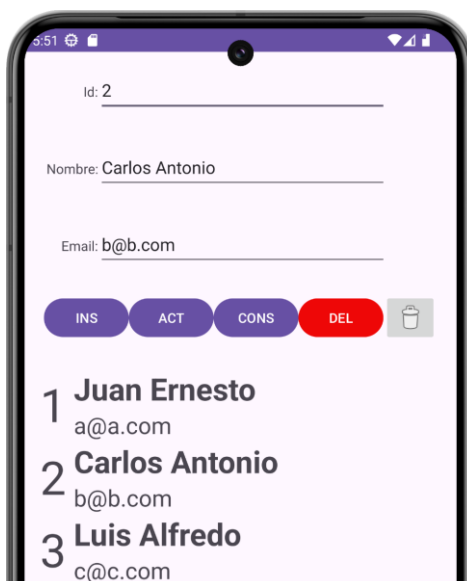 5:51
Id: 2
Nombre: Carlos Antonio
Email: b@b.com
INS ACT CONS DEL
1 Juan Ernesto
a@a.com
2 Carlos Antonio
b@b.com
3 Luis Alfredo
c@c.com